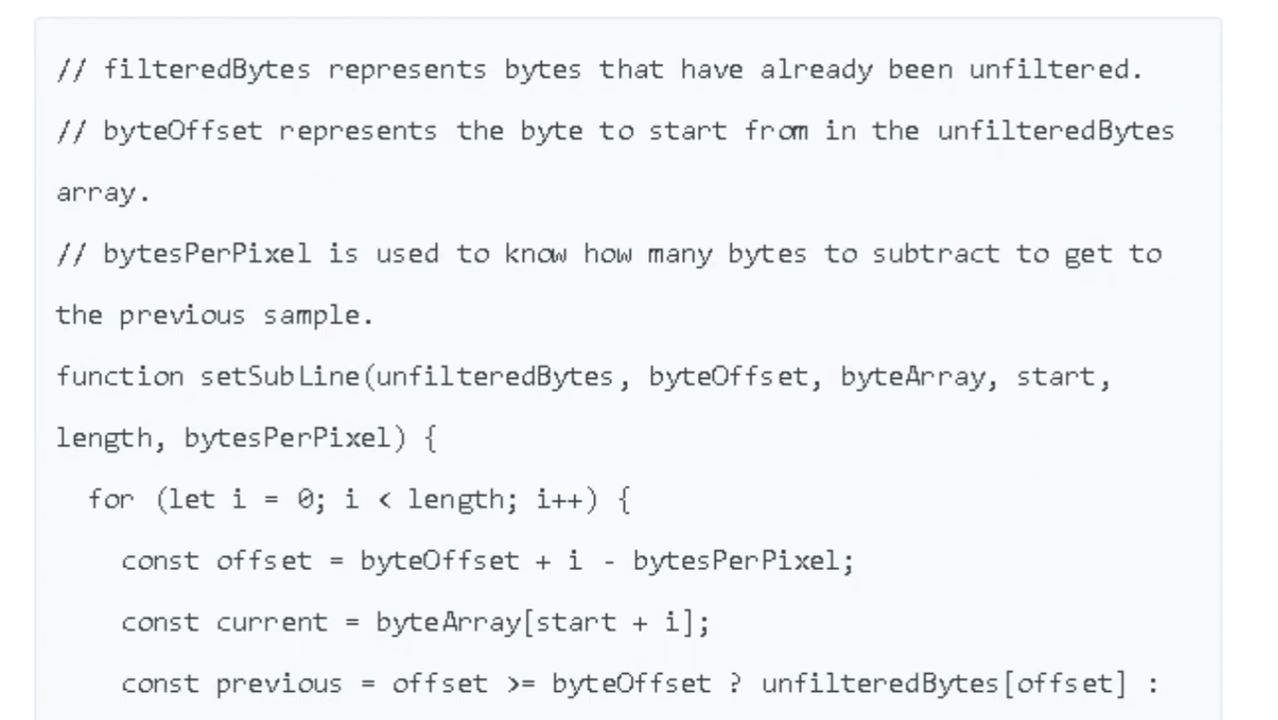 // filteredBytes represents bytes that have already been unfiltered.
// byteOffset represents the byte to start from in the unfilteredBytes
array.
// bytesPerPixel is used to know how many bytes to subtract to get to
the previous sample.
function setSubLine(unfilteredBytes, byteOffset, byteArray, start,
length, bytesPerPixel) {
  for (let i = 0; i < length; i++) {
    const offset = byteOffset + i - bytesPerPixel;
    const current = byteArray[start + i];
    const previous = offset >= byteOffset ? unfilteredBytes[offset] :